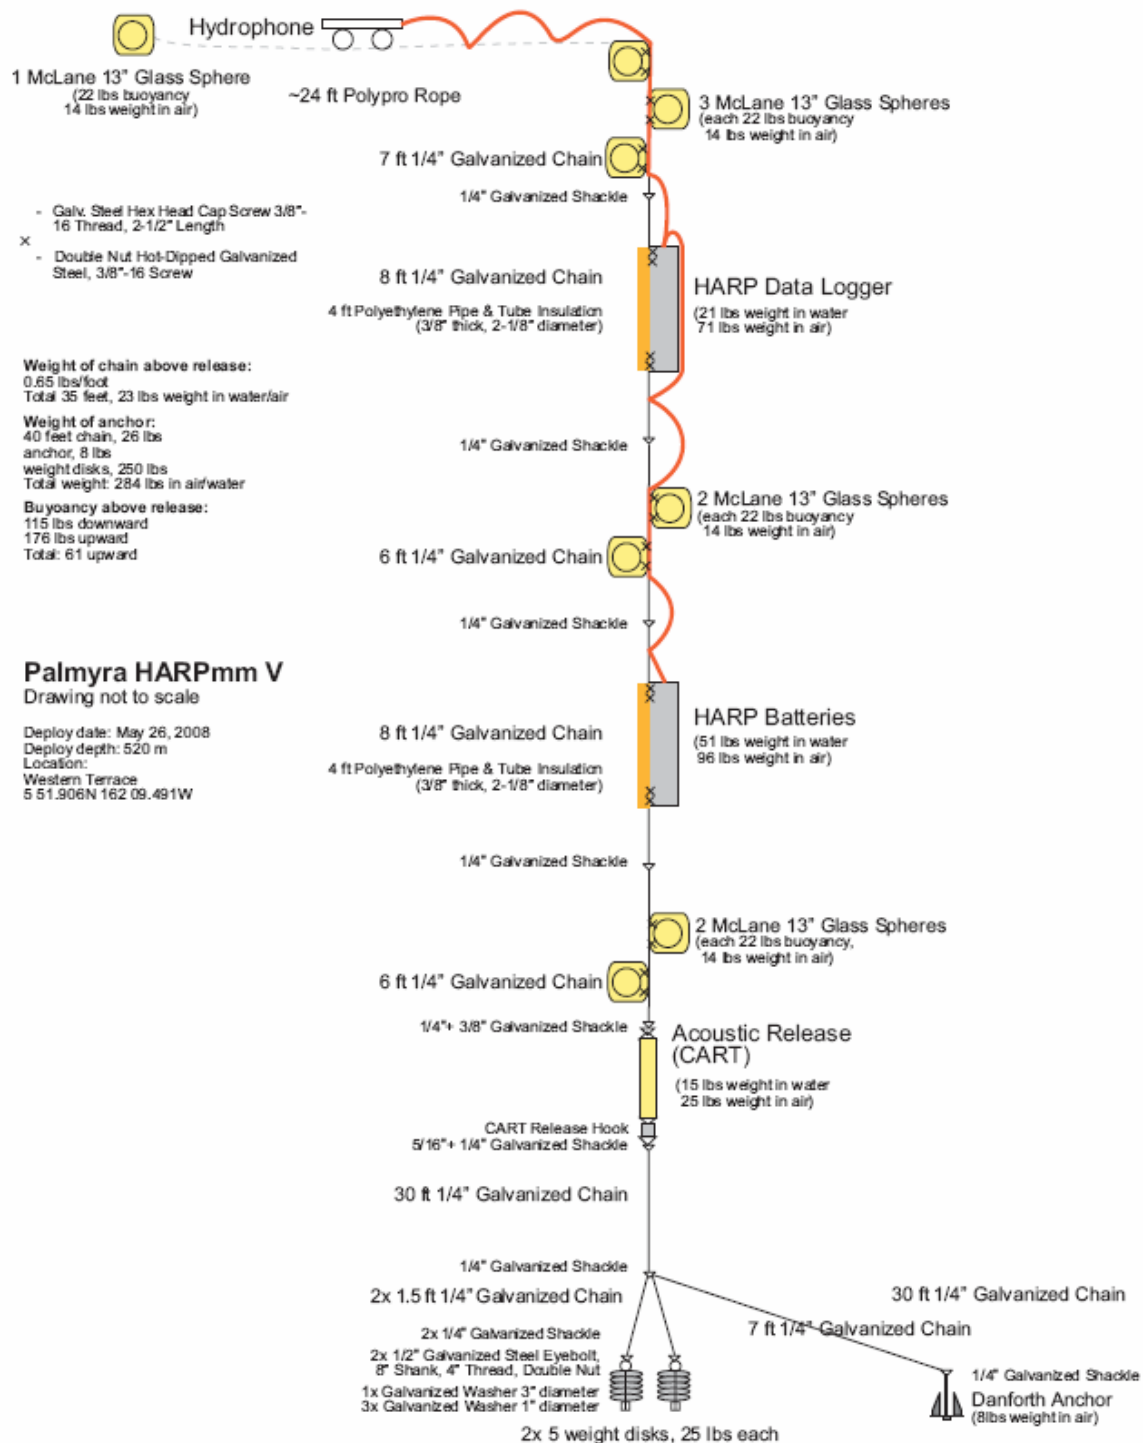 Hydrophone
1 McLane 13" Glass Sphere
(22 lbs buoyancy
14 lbs weight in air)
~24 ft Polypro Rope
3 McLane 13" Glass Spheres
(each 22 lbs buoyancy
14 lbs weight in air)
7 ft 1/4" Galvanized Chain
1/4" Galvanized Shackle
- Galv. Steel Hex Head Cap Screw 3/8"-
16 Thread, 2-1/2" Length
x
- Double Nut Hot-Dipped Galvanized
Steel, 3/8"-16 Screw
8 ft 1/4" Galvanized Chain
4 ft Polyethylene Pipe & Tube Insulation
(3/8" thick, 2-1/8" diameter)
HARP Data Logger
(21 lbs weight in water
71 lbs weight in air)
Weight of chain above release:
0.65 lbs/foot
Total 35 feet, 23 lbs weight in water/air
Weight of anchor:
40 feet chain, 26 lbs
anchor, 8 lbs
weight disks, 250 lbs
Total weight: 284 lbs in air/water
Buyoancy above release:
115 lbs downward
176 lbs upward
Total: 61 upward
1/4" Galvanized Shackle
2 McLane 13" Glass Spheres
(each 22 lbs buoyancy
14 lbs weight in air)
6 ft 1/4" Galvanized Chain
1/4" Galvanized Shackle
Palmyra HARPmm V
Drawing not to scale
Deploy date: May 26, 2008
Deploy depth: 520 m
Location:
Western Terrace
5 51.906N 162 09.491W
8 ft 1/4" Galvanized Chain
4 ft Polyethylene Pipe & Tube Insulation
(3/8" thick, 2-1/8" diameter)
HARP Batteries
(51 lbs weight in water
96 lbs weight in air)
1/4" Galvanized Shackle
2 McLane 13" Glass Spheres
(each 22 lbs buoyancy,
14 lbs weight in air)
6 ft 1/4" Galvanized Chain
1/4"+ 3/8" Galvanized Shackle
Acoustic Release
(CART)
(15 lbs weight in water
25 lbs weight in air)
CART Release Hook
5/16"+ 1/4" Galvanized Shackle
30 ft 1/4" Galvanized Chain
1/4" Galvanized Shackle
2x 1.5 ft 1/4" Galvanized Chain
30 ft 1/4" Galvanized Chain
7 ft 1/4" Galvanized Chain
2x 1/4" Galvanized Shackle
2x 1/2" Galvanized Steel Eyebolt,
8" Shank, 4" Thread, Double Nut
1x Galvanized Washer 3" diameter
3x Galvanized Washer 1" diameter
1/4" Galvanized Shackle
Danforth Anchor
(8lbs weight in air)
2x 5 weight disks, 25 lbs each